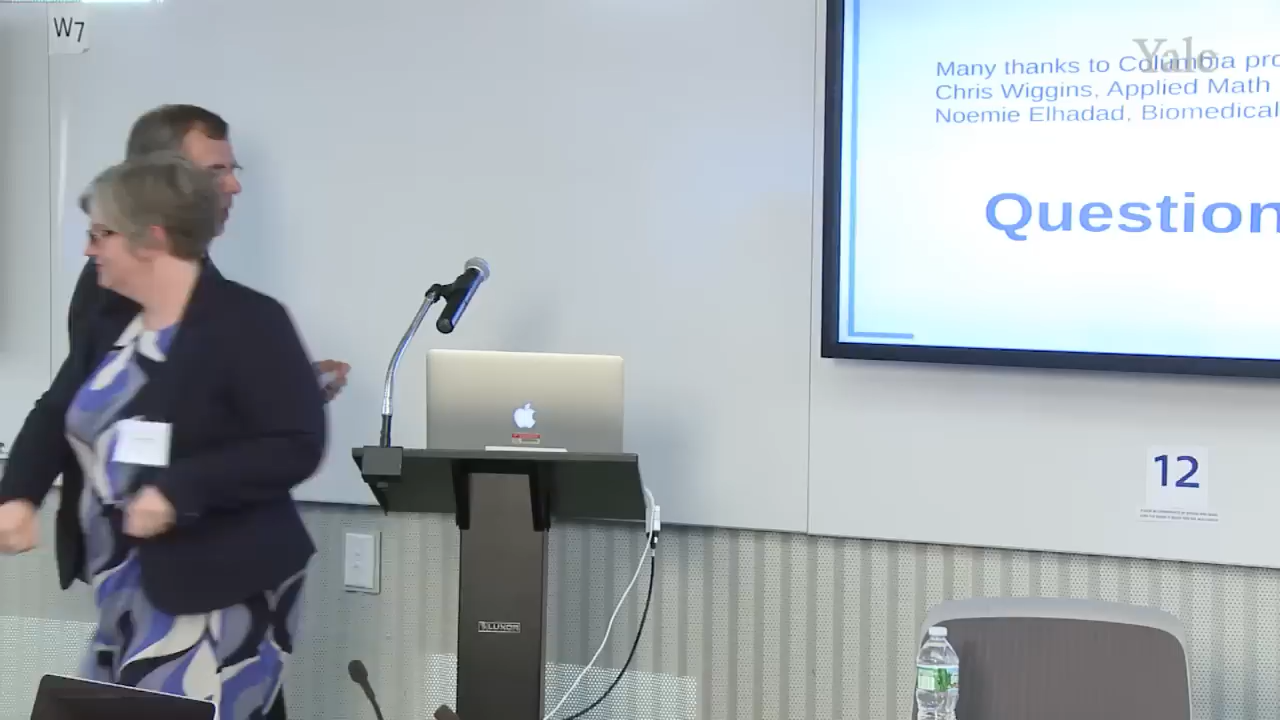 W7
Yale
Many thanks to Columbia pro
Chris Wiggins, Applied Math
Noemie Elhadad, Biomedical
Question
12
LUXOR